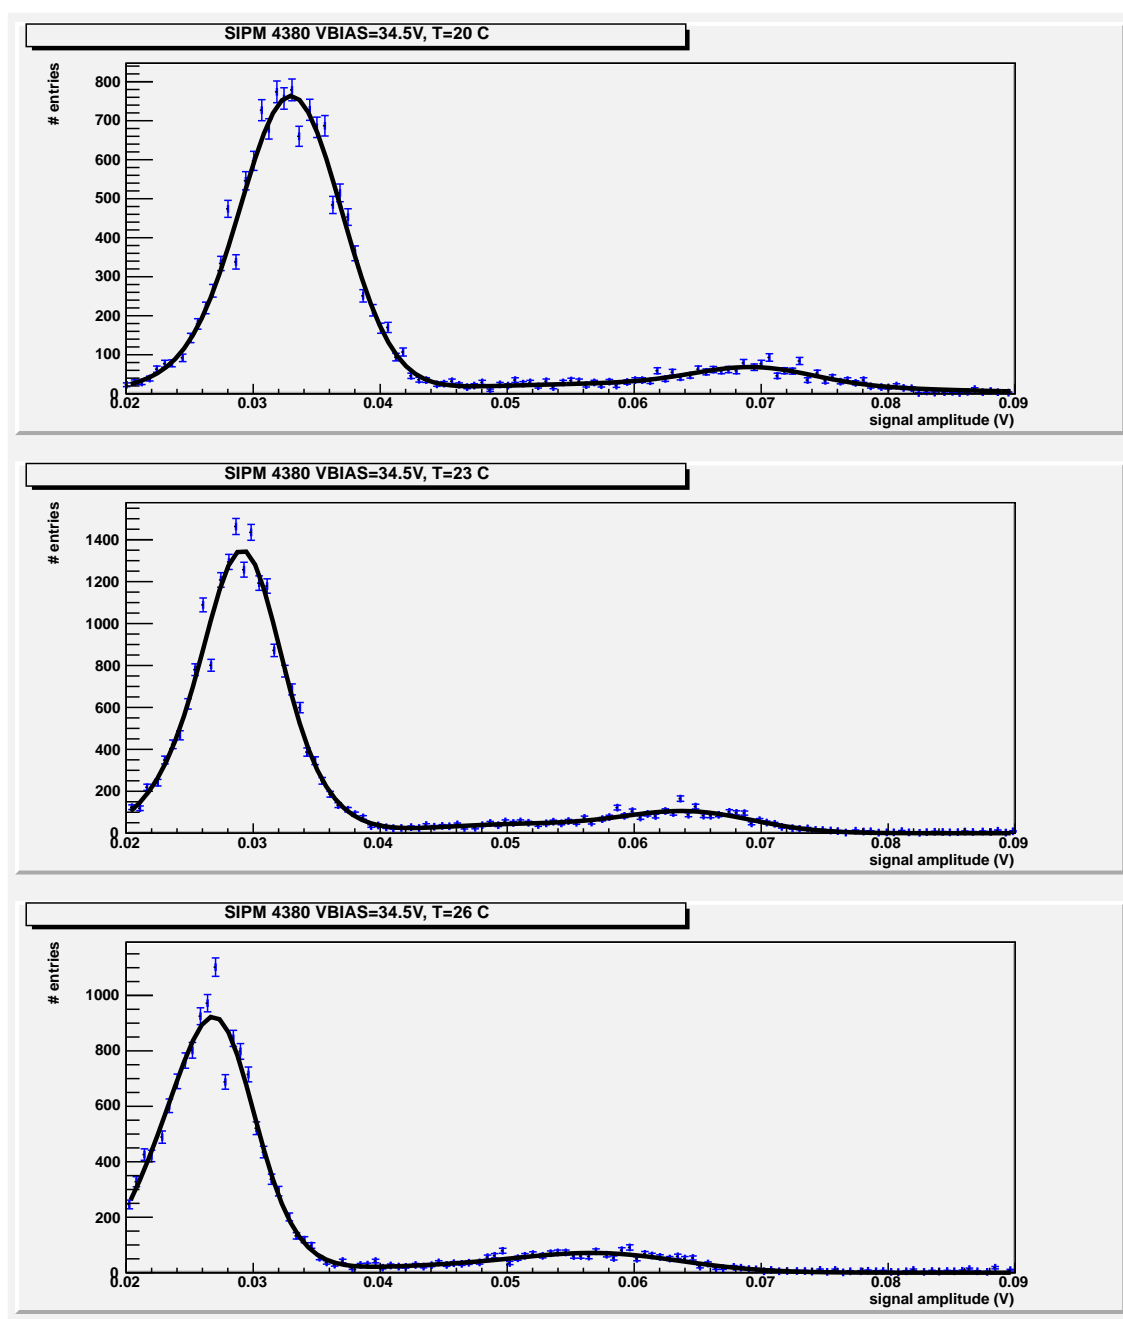 SIPM 4380 VBIAS=34.5V, T=20 C
# entries
800
700
600
500
400
300
200
100
0
0.02 0.03 0.04 0.05 0.06 0.07 0.08 0.09
signal amplitude (V)
SIPM 4380 VBIAS=34.5V, T=23 C
# entries
1400
1200
1000
800
600
400
200
0
0.02 0.03 0.04 0.05 0.06 0.07 0.08 0.09
signal amplitude (V)
SIPM 4380 VBIAS=34.5V, T=26 C
# entries
1000
800
600
400
200
0
0.02 0.03 0.04 0.05 0.06 0.07 0.08 0.09
signal amplitude (V)